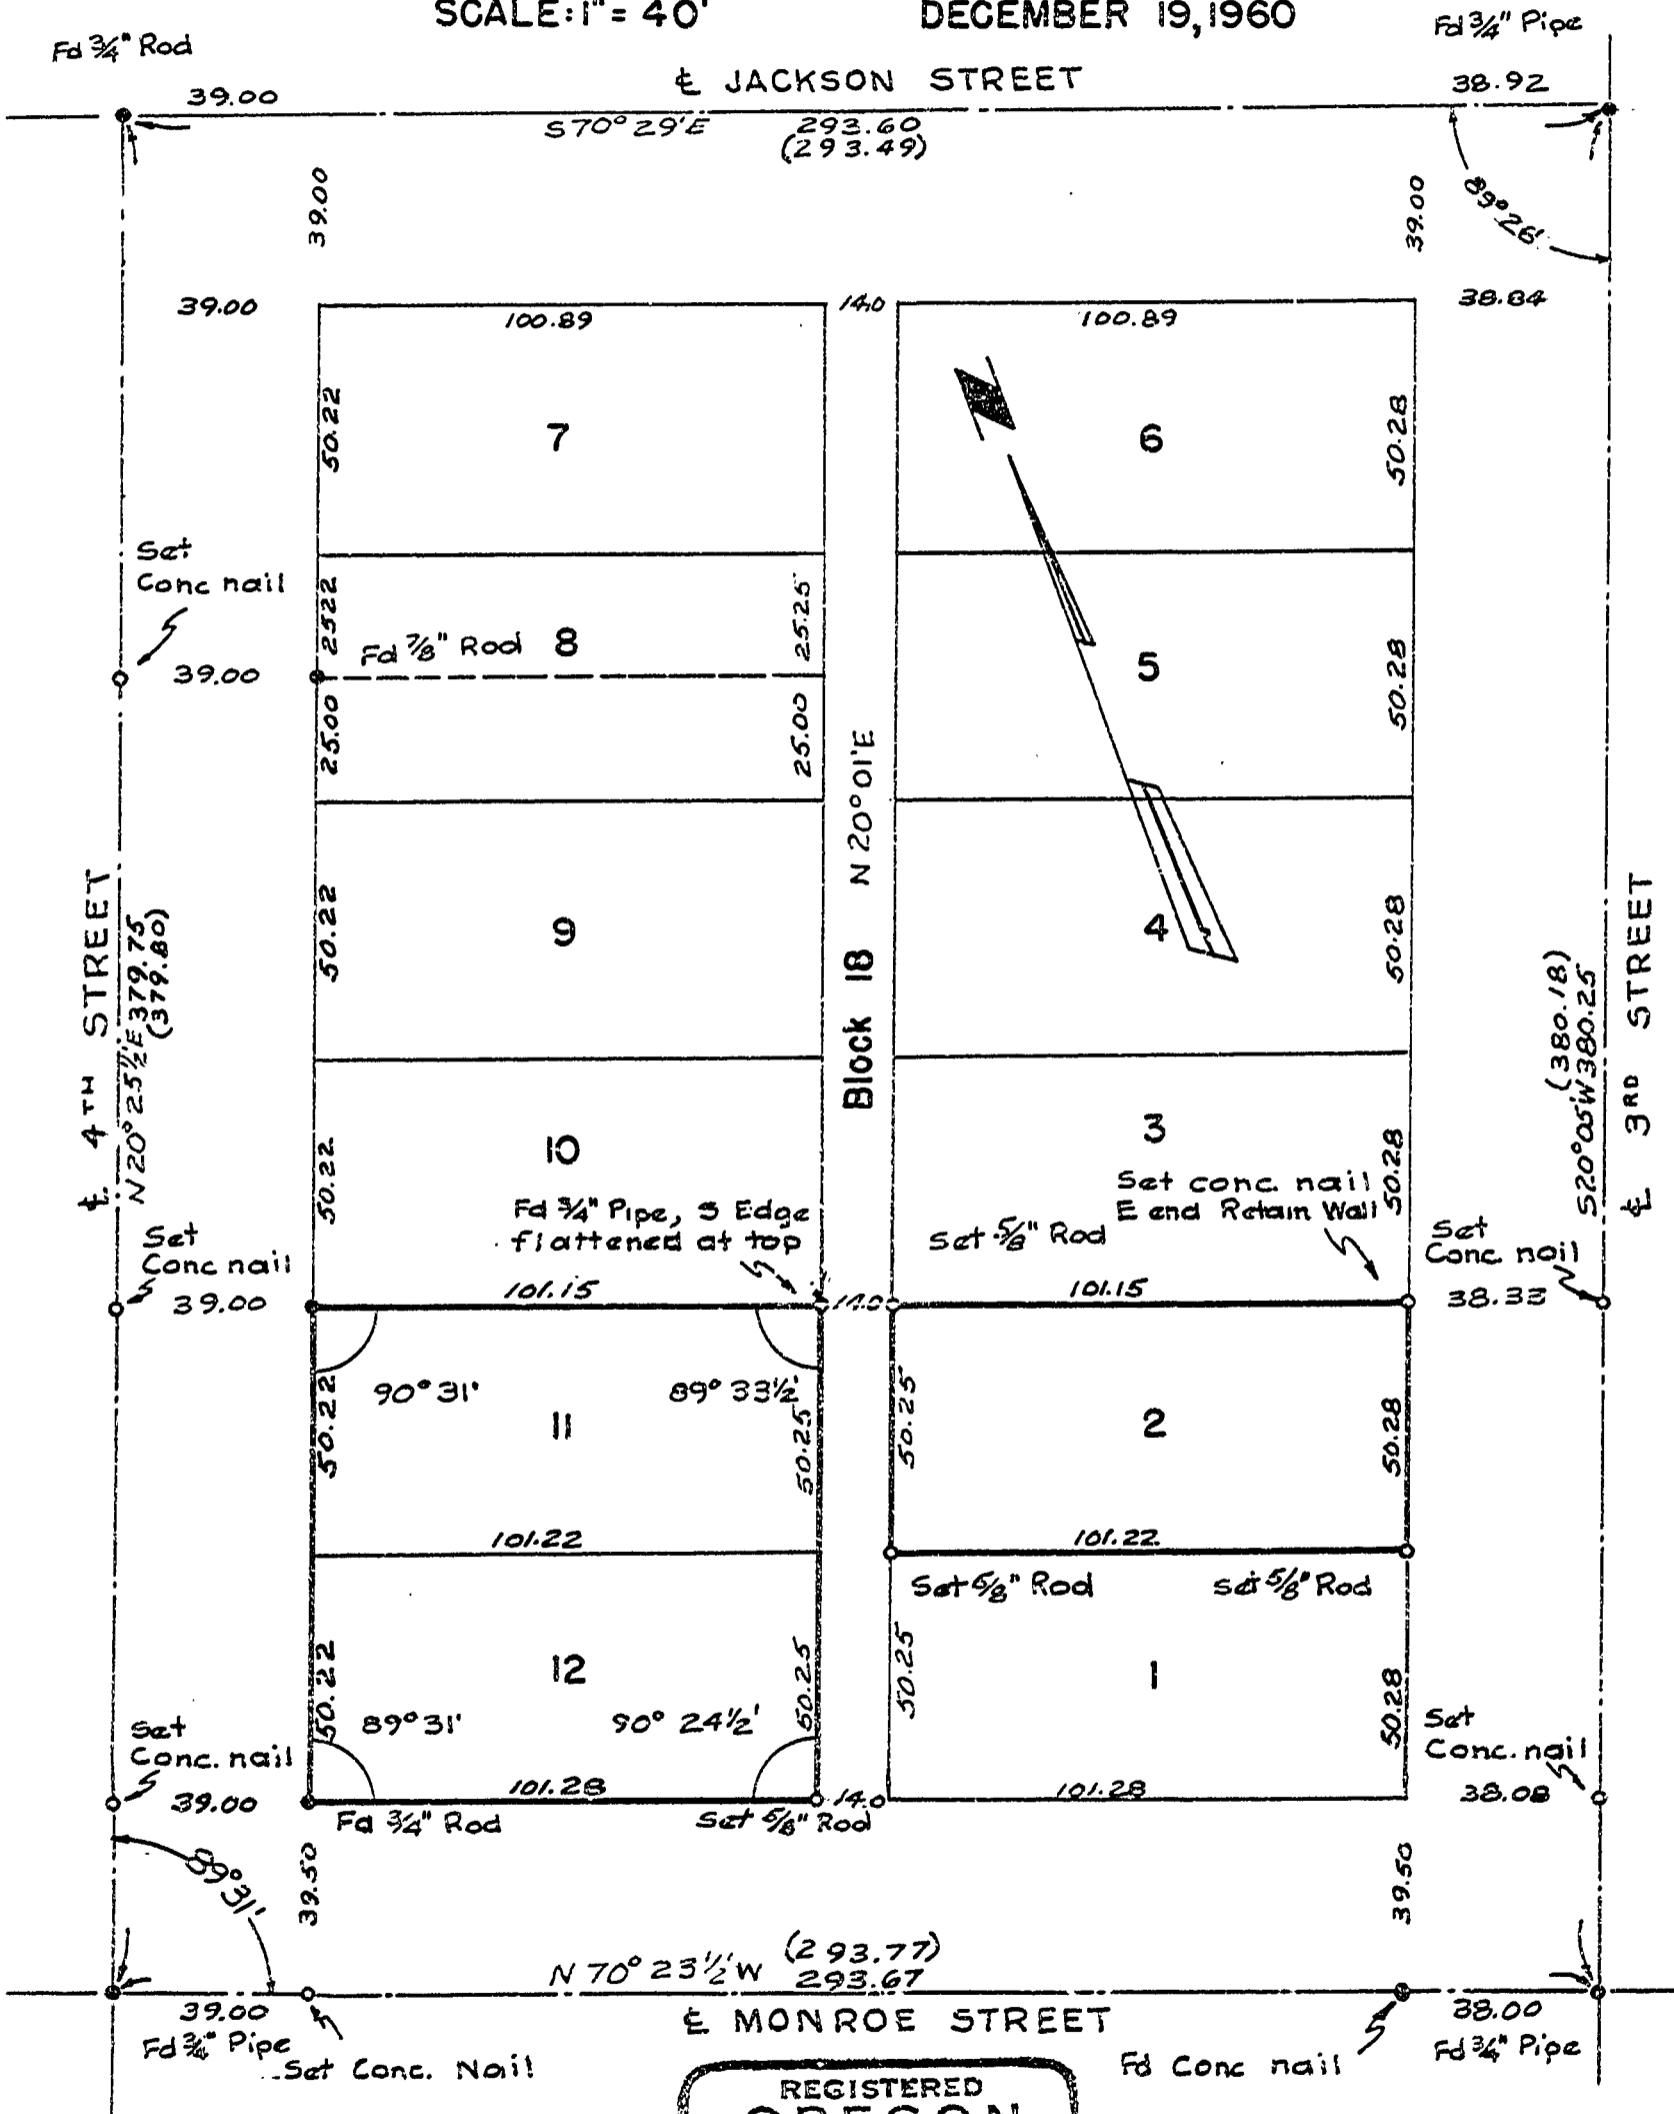 SCALE: 1" = 40'
DECEMBER 19, 1960
Fd ¾" Rod
Fd ¾" Pipe
℄ JACKSON STREET
39.00
38.92
S70° 29'E
293.60
(293.49)
39.00
39.00
89° 26'
39.00
100.89
14.0
100.89
38.84
50.22
7
6
50.28
Set
Conc nail
39.00
25.22
Fd ⅞" Rod
8
25.25
25.00
25.00
5
50.28
Block 18 N 20° 01' E
℄ 4TH STREET
N 20° 25½' E 379.75
(379.80)
50.22
9
4
50.28
(380.18)
S20° 05' W 380.25
℄ 3RD STREET
50.22
10
3
50.28
Fd ¾" Pipe, S Edge
flattened at top
Set ⅝" Rod
Set conc. nail
E end Retain Wall
Set
Conc nail
39.00
101.15
14.0
101.15
Set
Conc. nail
38.33
90° 31'
89° 33½'
50.22
11
50.25
50.25
2
50.28
101.22
101.22
Set ⅝" Rod
Set ⅝" Rod
50.22
12
50.25
50.25
1
50.28
89° 31'
90° 24½'
Set
Conc. nail
39.00
101.28
14.0
101.28
Set
Conc. nail
38.08
Fd ¾" Rod
Set ⅝" Rod
89° 31'
39.50
39.50
N 70° 23½' W
(293.77)
293.67
39.00
38.00
℄ MONROE STREET
Fd ¾" Pipe
Set Conc. Nail
Fd Conc nail
Fd ¾" Pipe
REGISTERED
OREGON